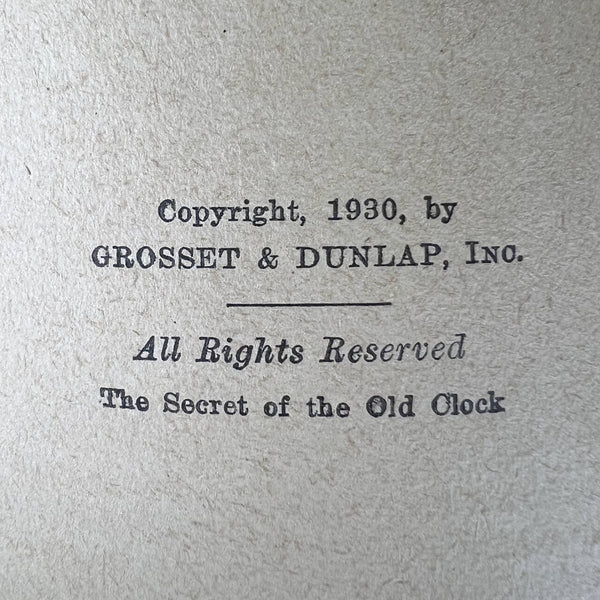 Copyright, 1930, by
GROSSET & DUNLAP, INC.
All Rights Reserved
The Secret of the Old Clock